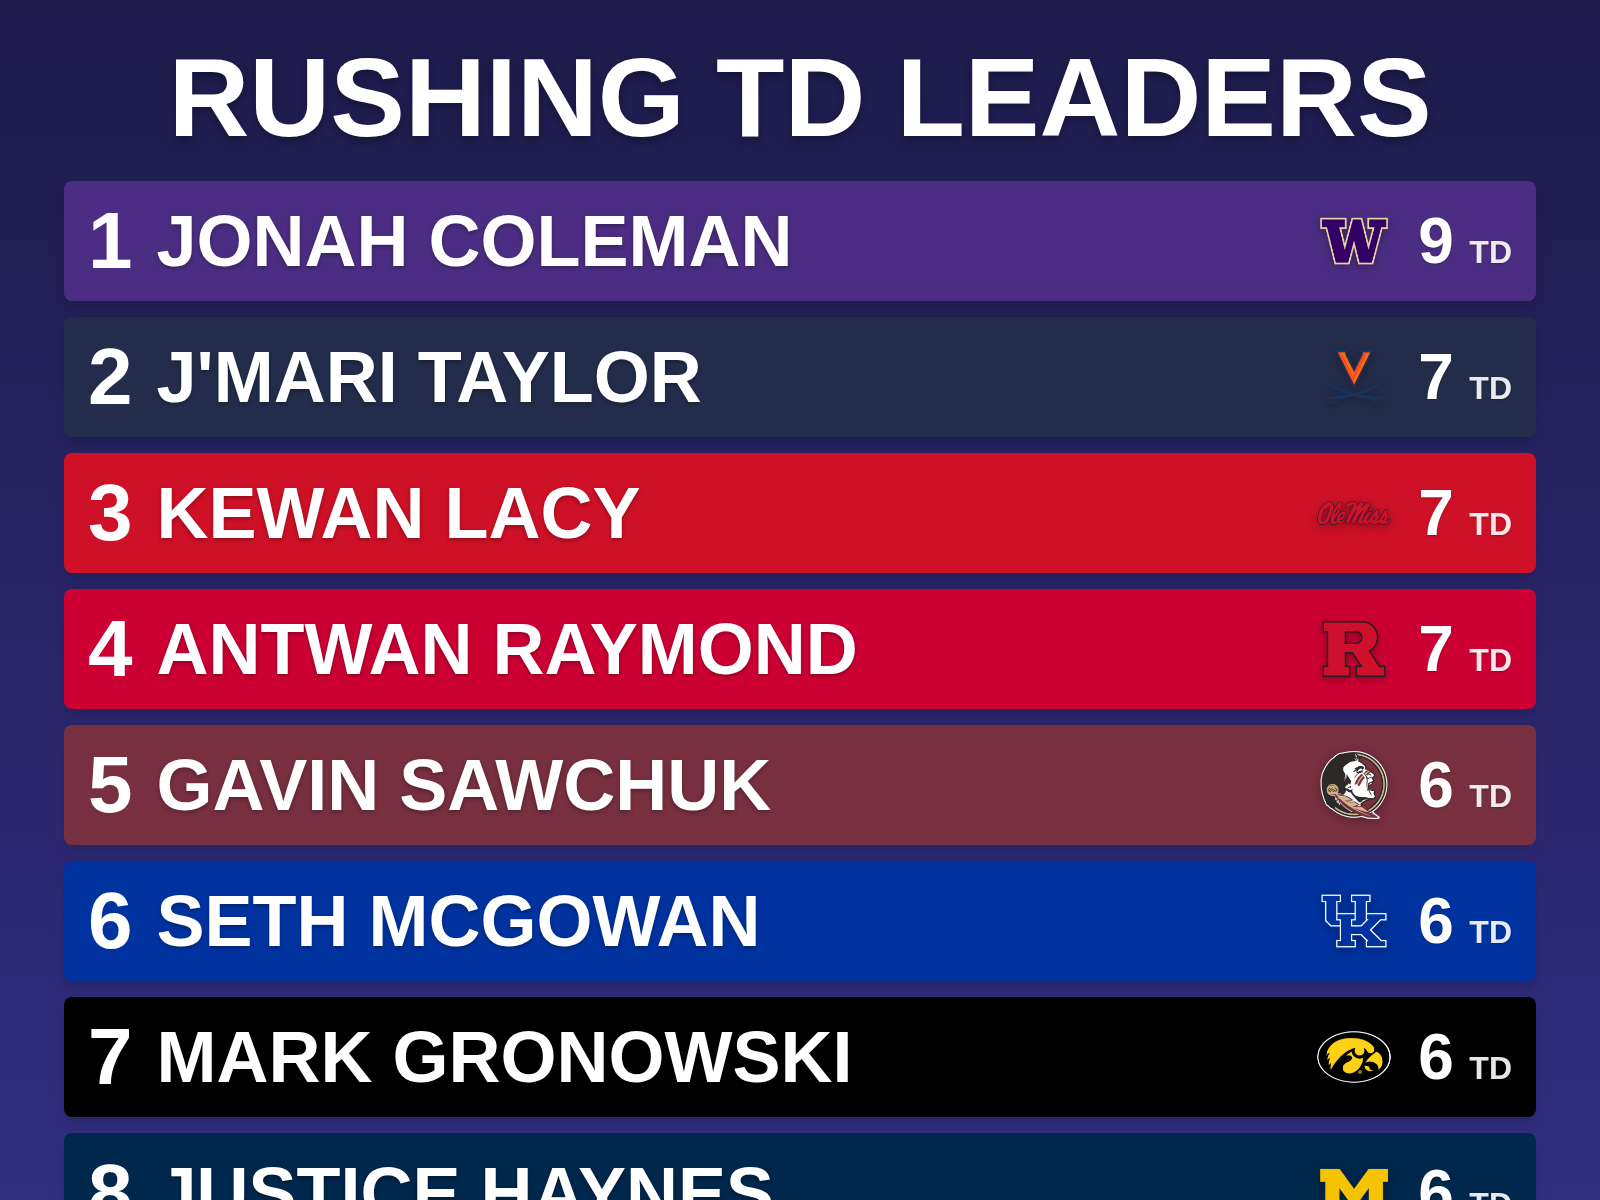 RUSHING TD LEADERS
1 JONAH COLEMAN W 9 TD
2 J'MARI TAYLOR V 7 TD
3 KEWAN LACY Ole Miss 7 TD
4 ANTWAN RAYMOND R 7 TD
5 GAVIN SAWCHUK 6 TD
6 SETH MCGOWAN UK 6 TD
7 MARK GRONOWSKI 6 TD
8 JUSTICE HAYNES M 6 TD